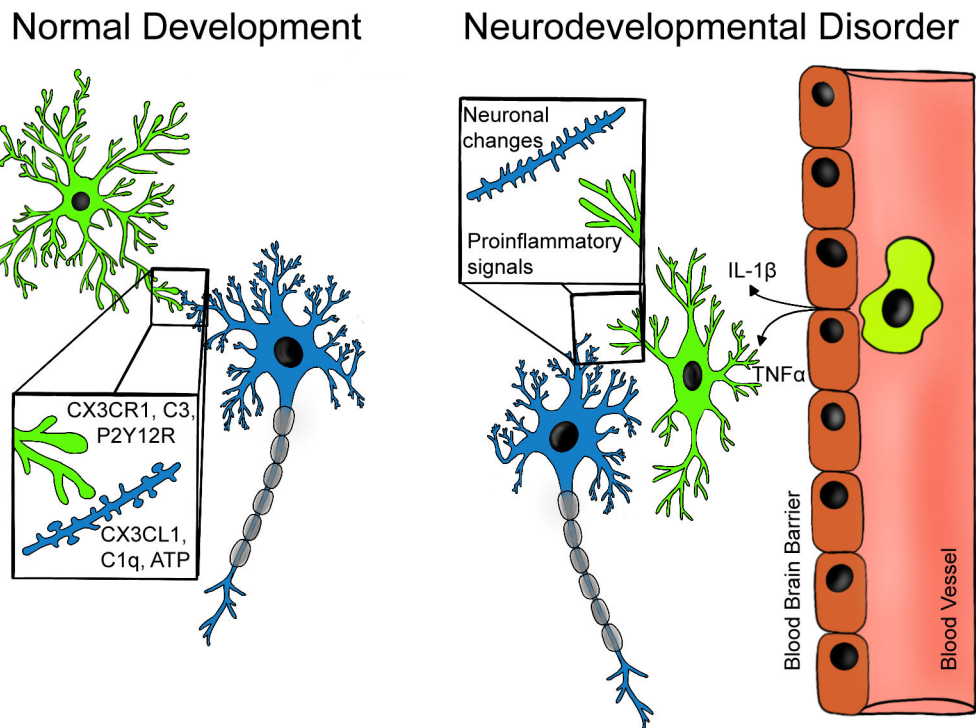 Normal Development
Neurodevelopmental Disorder
CX3CR1, C3,
P2Y12R
CX3CL1,
C1q, ATP
Neuronal
changes
Proinflammatory
signals
IL-1β
TNFα
Blood Brain Barrier
Blood Vessel